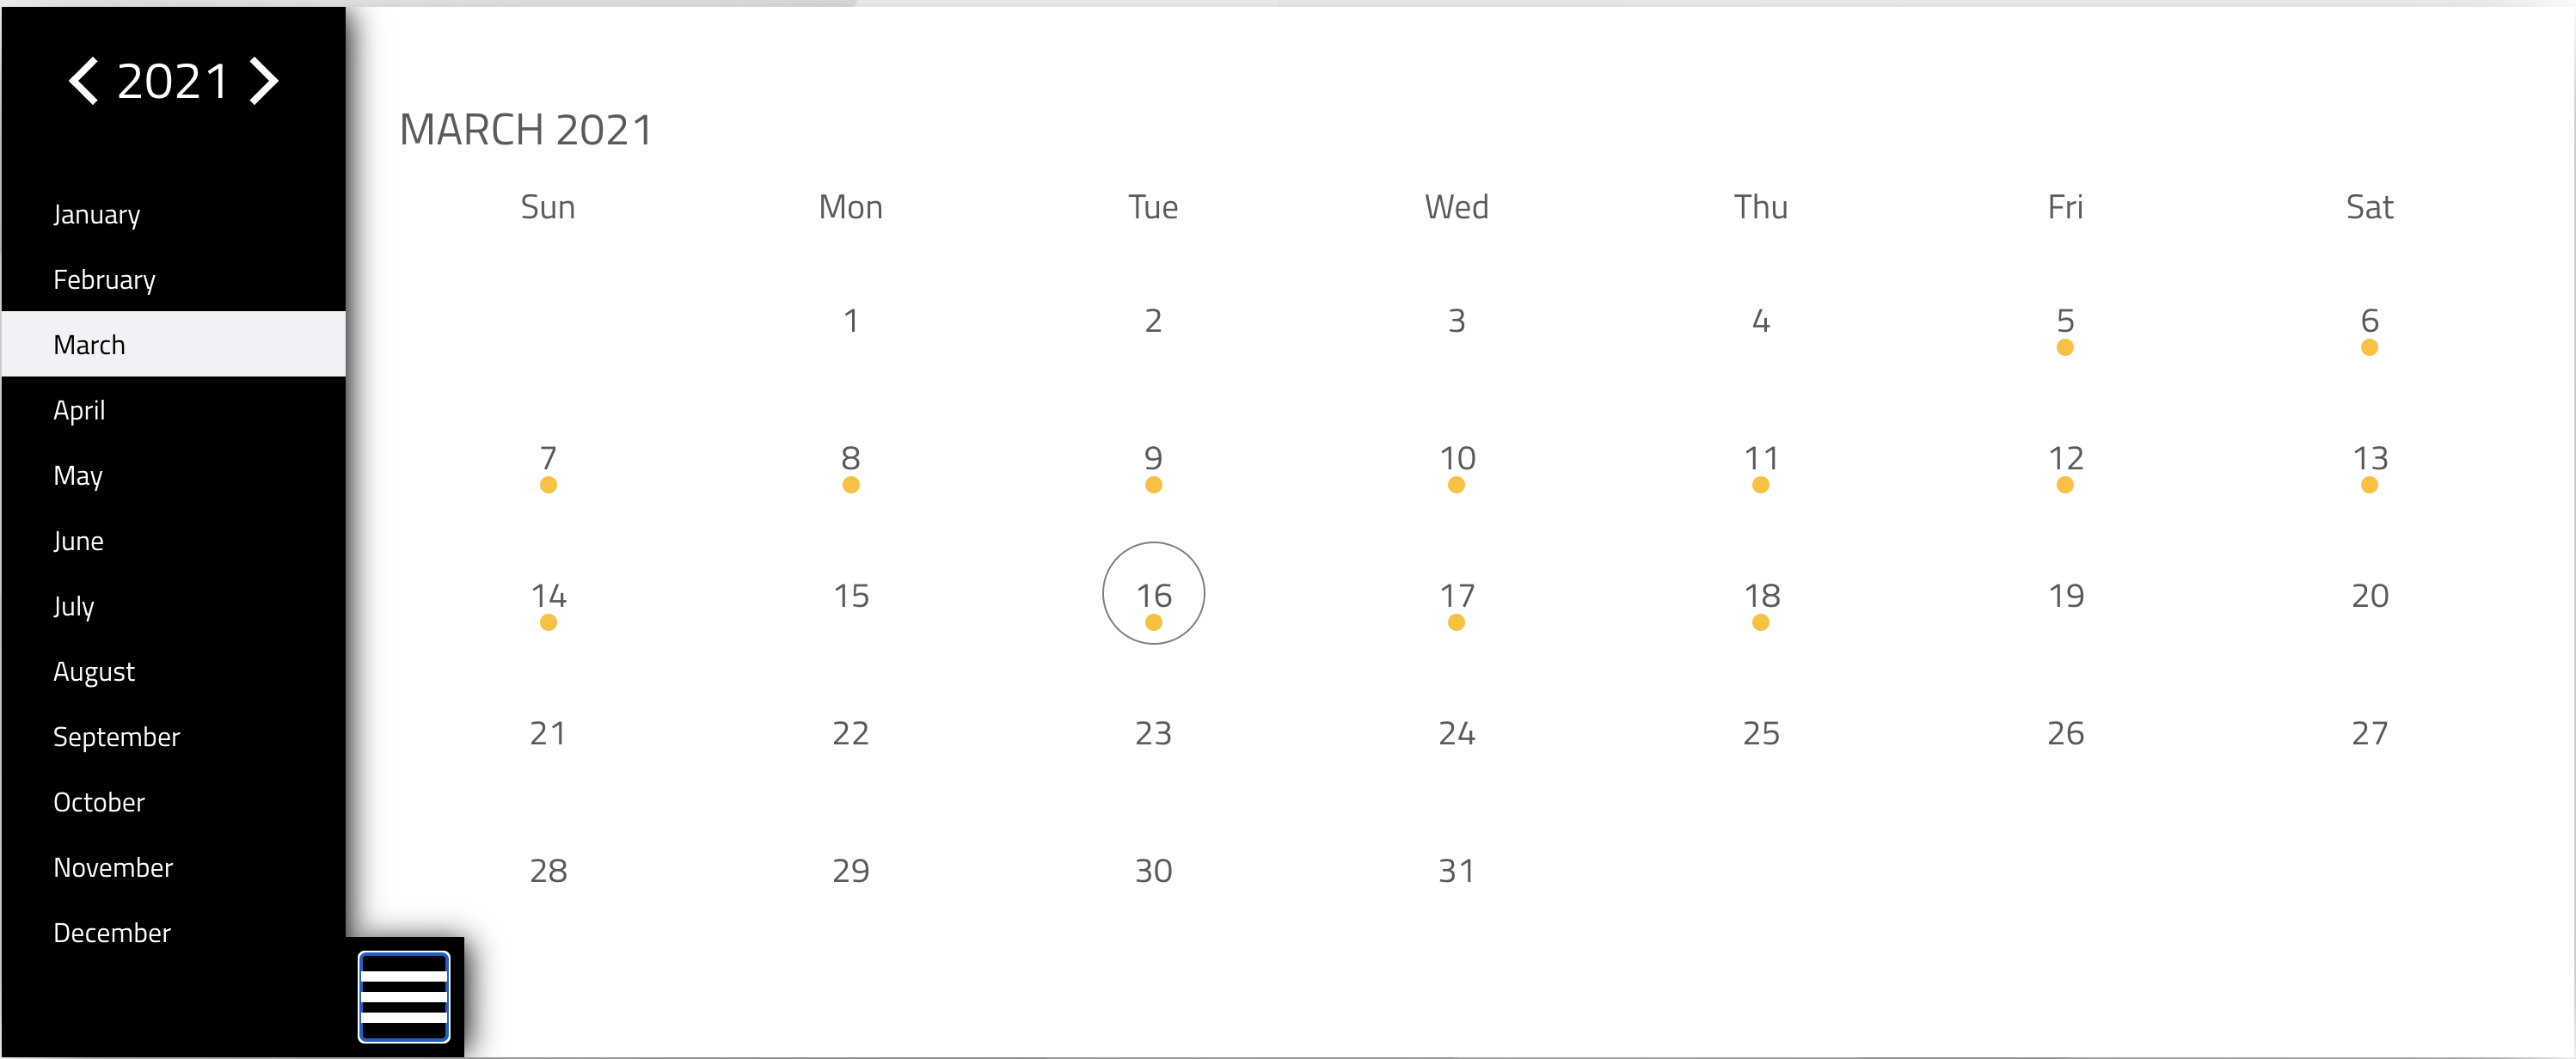 2021
January
February
March
April
May
June
July
August
September
October
November
December
MARCH 2021
Sun Mon Tue Wed Thu Fri Sat
1 2 3 4 5 6
7 8 9 10 11 12 13
14 15 16 17 18 19 20
21 22 23 24 25 26 27
28 29 30 31